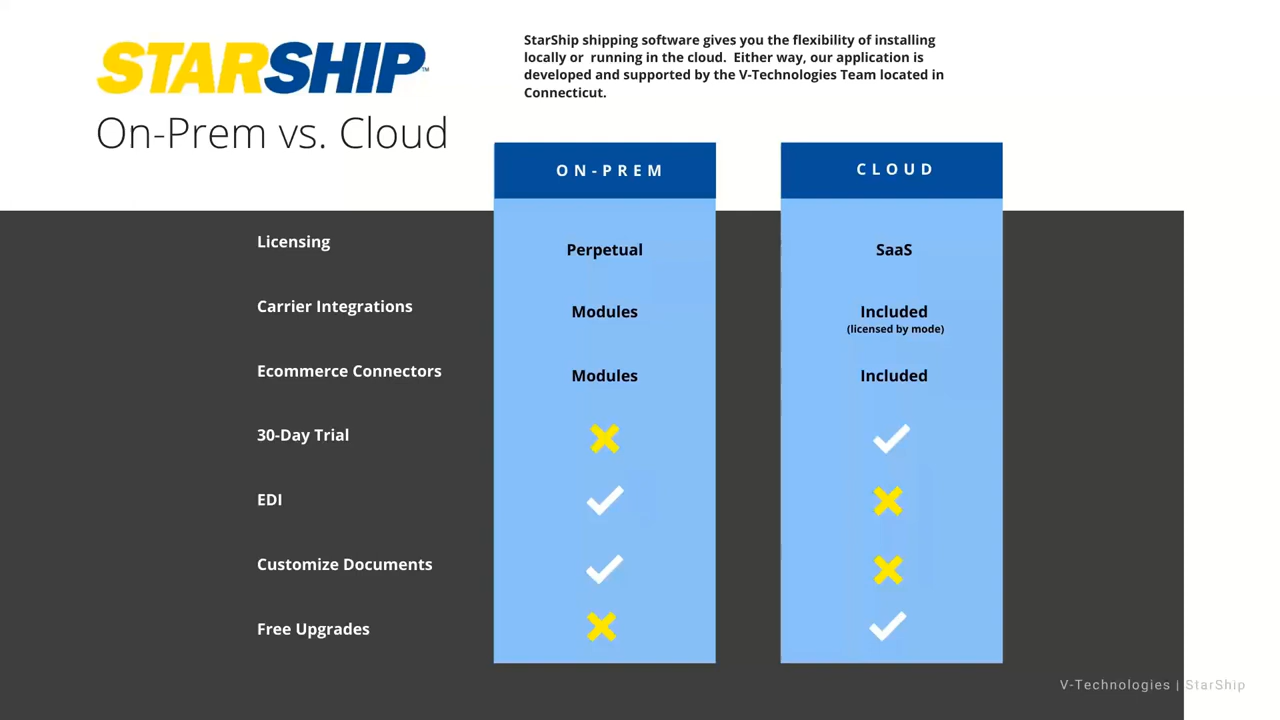 STARSHIP™
On-Prem vs. Cloud
StarShip shipping software gives you the flexibility of installing
locally or running in the cloud. Either way, our application is
developed and supported by the V-Technologies Team located in
Connecticut.
ON-PREM CLOUD
Licensing Perpetual SaaS
Carrier Integrations Modules Included
(licensed by mode)
Ecommerce Connectors Modules Included
30-Day Trial
EDI
Customize Documents
Free Upgrades
V-Technologies | StarShip